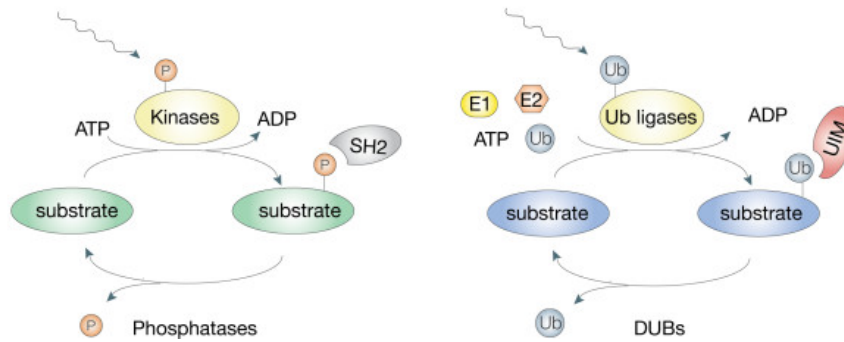 P
Kinases
ATP
ADP
P
SH2
substrate
substrate
P
Phosphatases
Ub
E1
E2
Ub ligases
ATP
Ub
ADP
Ub
UIM
substrate
substrate
Ub
DUBs